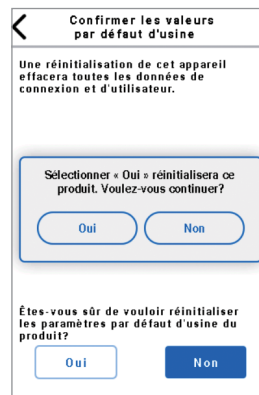 Confirmer les valeurs
par défaut d'usine
Une réinitialisation de cet appareil
effacera toutes les données de
connexion et d'utilisateur.
Sélectionner « Oui » réinitialisera ce
produit. Voulez-vous continuer?
Oui
Non
Êtes-vous sûr de vouloir réinitialiser
les paramètres par défaut d'usine du
produit?
Oui
Non